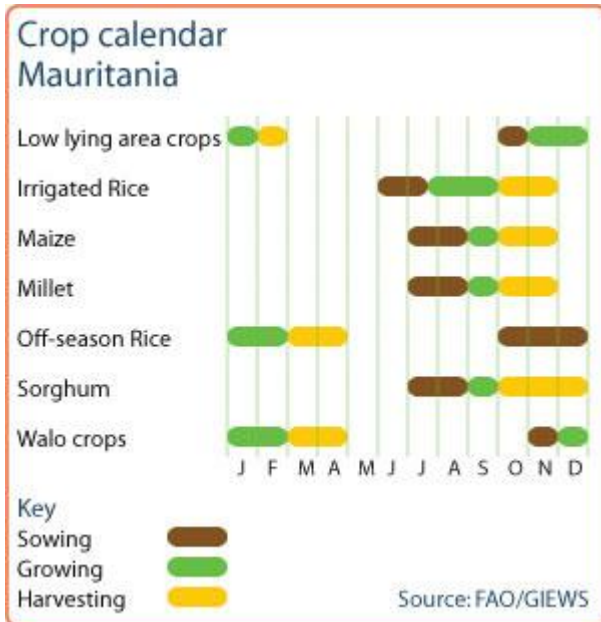 Crop calendar
Mauritania
Low lying area crops
Irrigated Rice
Maize
Millet
Off-season Rice
Sorghum
Walo crops
J F M A M J J A S O N D
Key
Sowing
Growing
Harvesting
Source: FAO/GIEWS